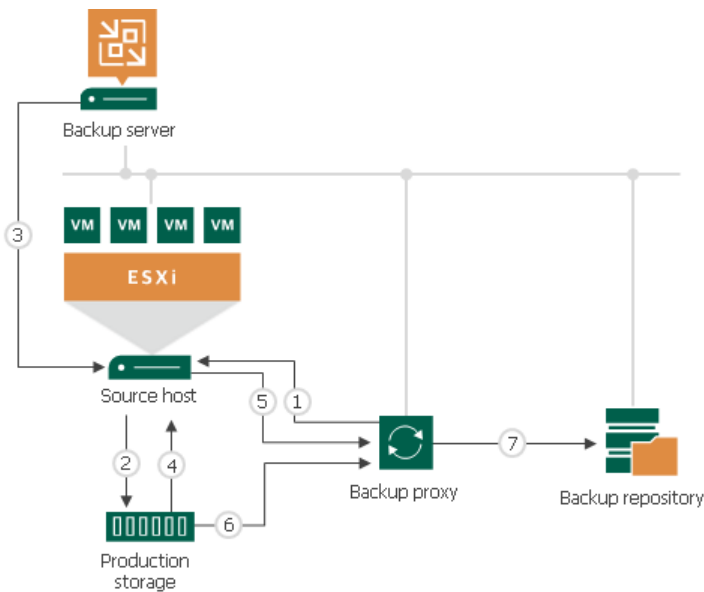 Backup server
VM VM VM VM
3
ESXi
Source host
5 1
2 4
7
Backup proxy
Backup repository
6
Production
storage